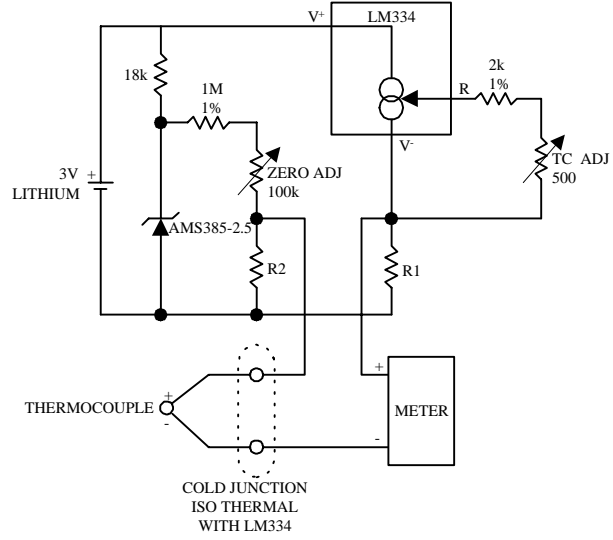 V+
LM334
18k
1M
1%
2k
1%
R
V-
ZERO ADJ
100k
TC ADJ
500
3V
LITHIUM
+
AMS385-2.5
R2
R1
+
THERMOCOUPLE
+
-
METER
-
COLD JUNCTION
ISO THERMAL
WITH LM334